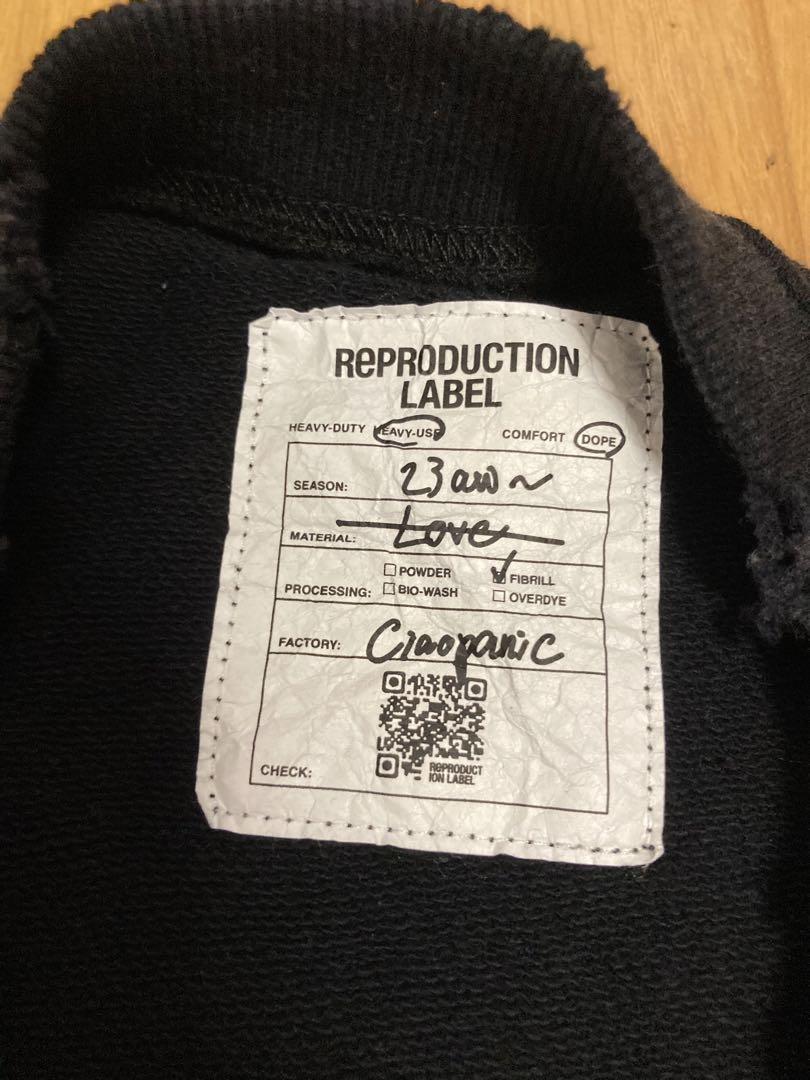 RePRODUCTION
LABEL
HEAVY-DUTY HEAVY-USE COMFORT DOPE
SEASON: 23aw~
MATERIAL: Love
POWDER FIBRILL
PROCESSING: BIO-WASH OVERDYE
FACTORY: Ciaopanic
CHECK:
RePRODUCT
ION LABEL